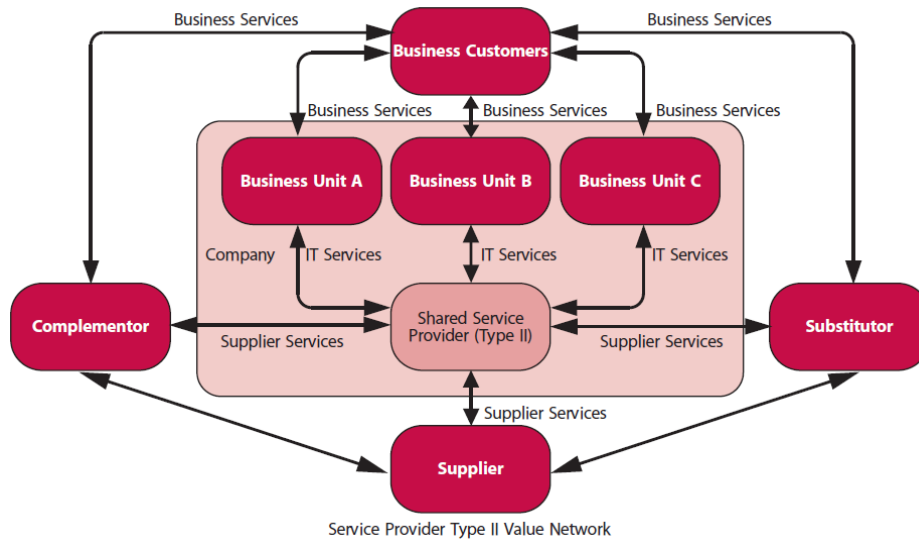 Business Services
Business Services
Business Customers
Business Services
Business Services
Business Services
Business Unit A
Business Unit B
Business Unit C
Company
IT Services
IT Services
IT Services
Complementor
Shared Service
Provider (Type II)
Substitutor
Supplier Services
Supplier Services
Supplier Services
Supplier
Service Provider Type II Value Network